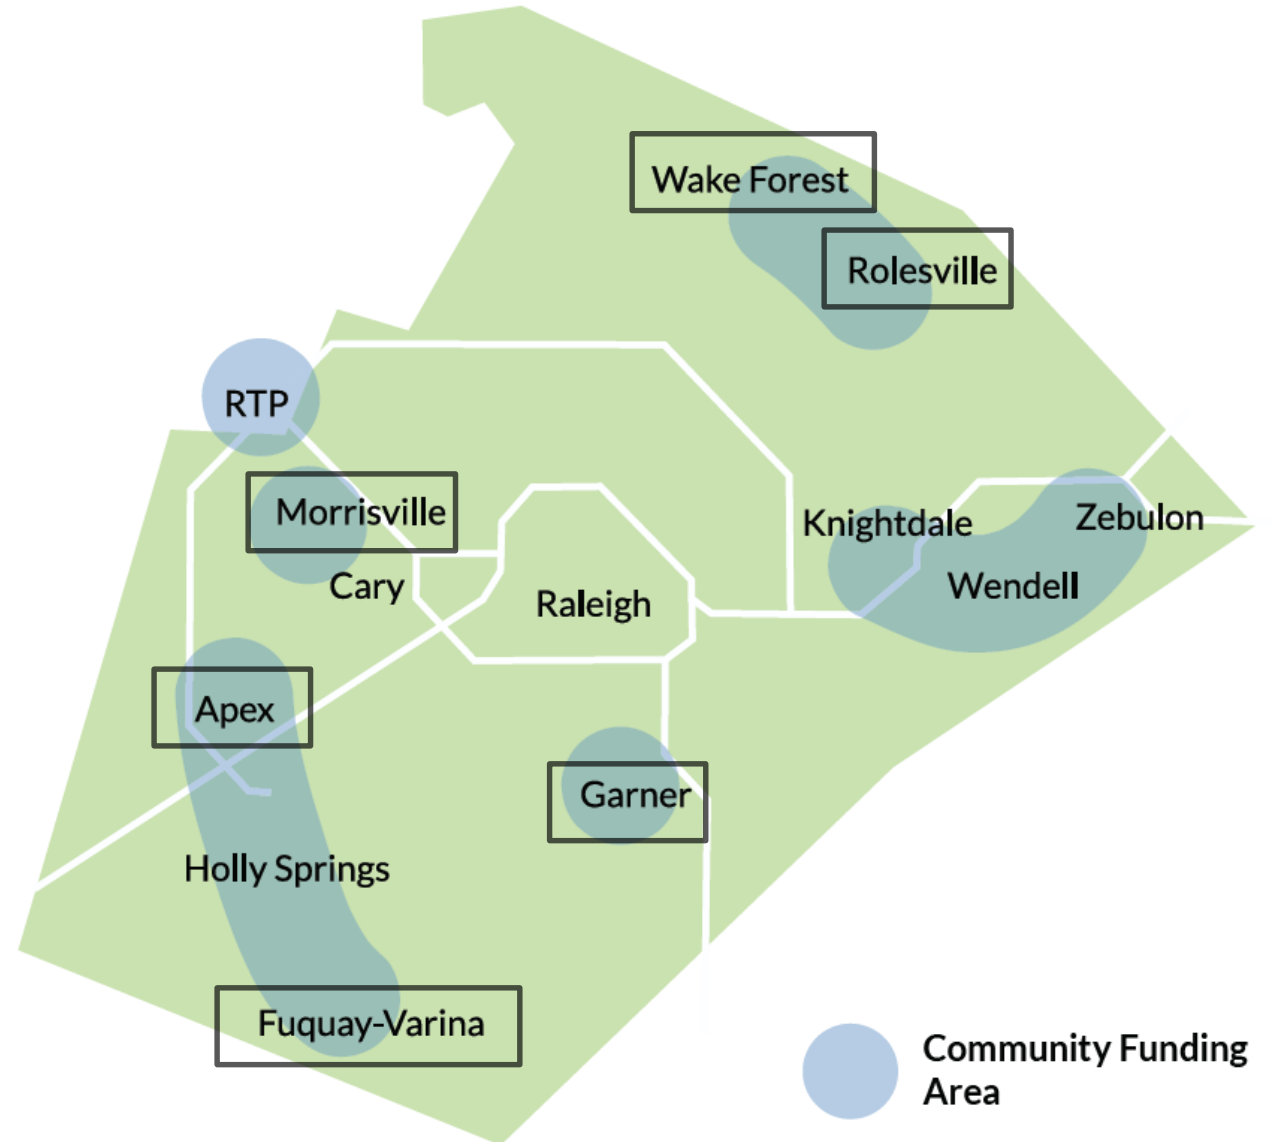 Wake Forest
Rolesville
RTP
Morrisville
Knightdale
Zebulon
Cary
Wendell
Raleigh
Apex
Garner
Holly Springs
Fuquay-Varina
Community Funding
Area